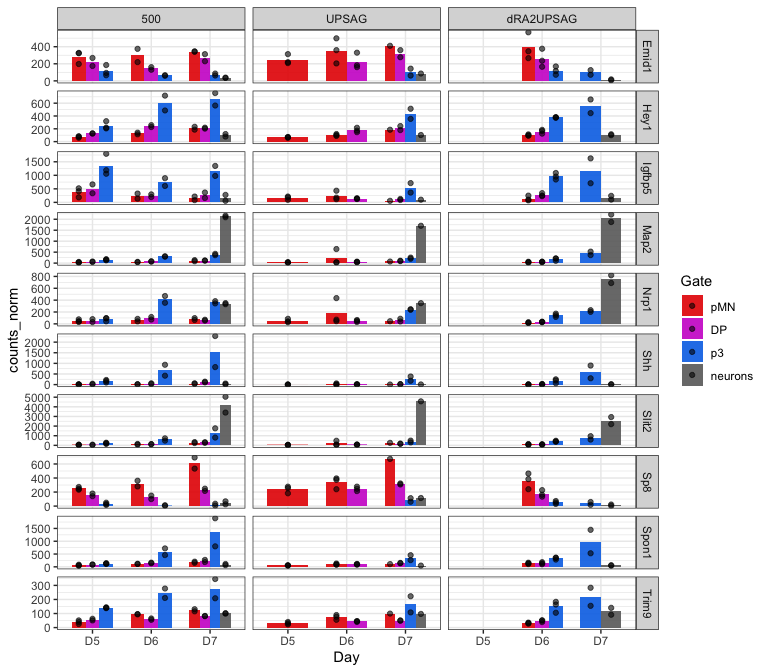 500 UPSAG dRA2UPSAG
400
200
0
Emid1
600
400
200
0
Hey1
1500
1000
500
0
Igfbp5
2000
1500
1000
500
0
Map2
800
600
400
200
0
Nrp1
2000
1500
1000
500
0
Shh
5000
4000
3000
2000
1000
0
Slit2
600
400
200
0
Sp8
1500
1000
500
0
Spon1
300
200
100
0
Trim9
D5 D6 D7 D5 D6 D7 D5 D6 D7
Day
counts_norm
Gate
pMN
DP
p3
neurons